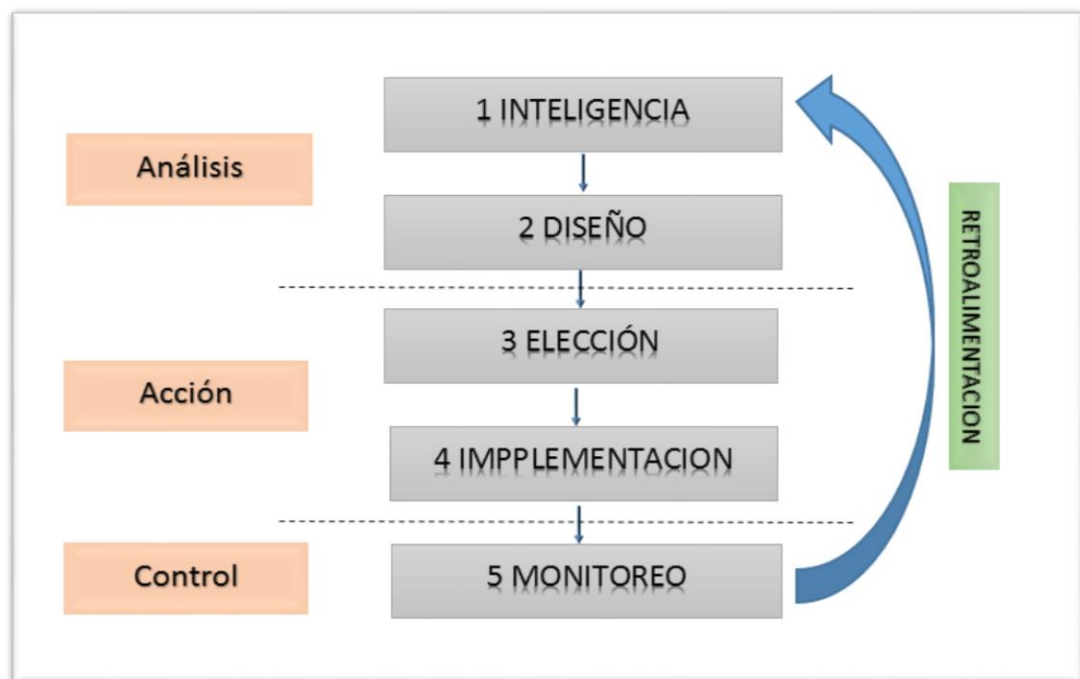 1 INTELIGENCIA
Análisis
2 DISEÑO
3 ELECCIÓN
Acción
4 IMPPLEMENTACION
Control
5 MONITOREO
RETROALIMENTACION